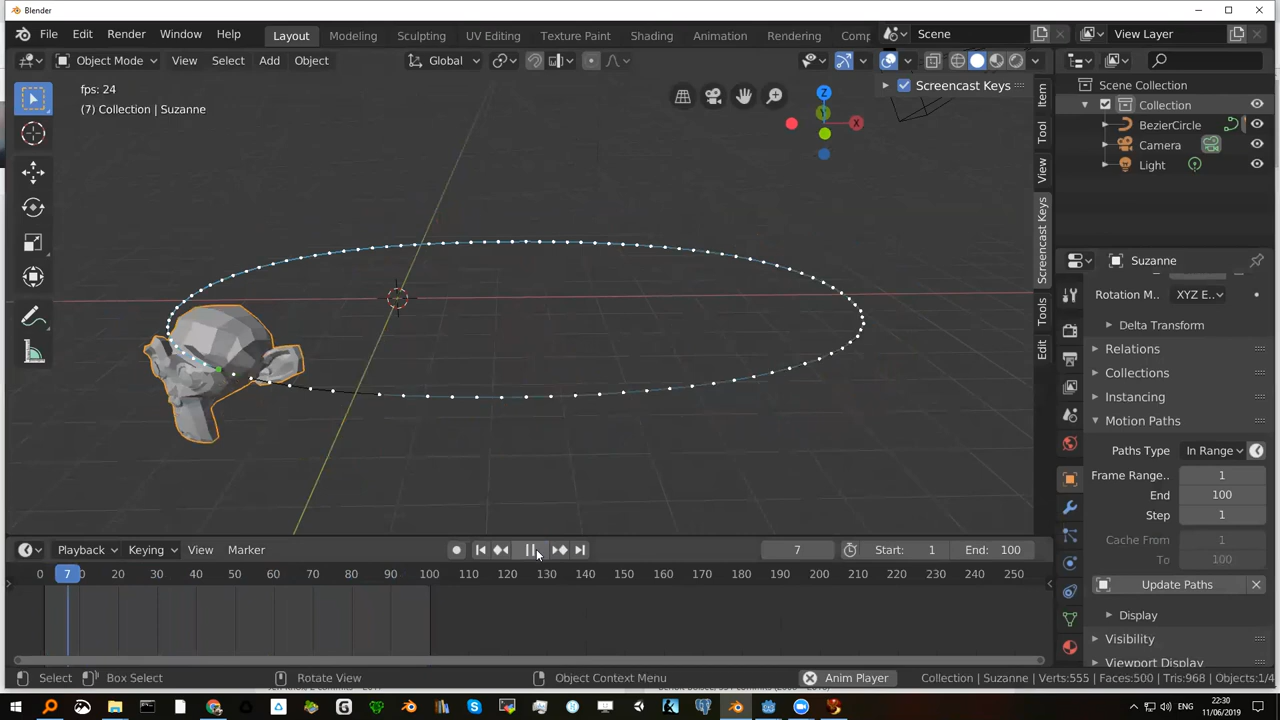 Blender
File Edit Render Window Help Layout Modeling Sculpting UV Editing Texture Paint Shading Animation Rendering Comp Scene View Layer
Object Mode View Select Add Object Global
fps: 24
(7) Collection | Suzanne
Z
X
Y
Screencast Keys
Item
Tool
View
Screencast Keys
Tools
Edit
Scene Collection
Collection
BezierCircle
Camera
Light
Suzanne
Rotation M.. XYZ E..
Delta Transform
Relations
Collections
Instancing
Motion Paths
Paths Type In Range
Frame Range.. 1
End 100
Step 1
Cache From 1
To 100
Update Paths
Display
Visibility
Viewport Display
Playback Keying View Marker 7 Start: 1 End: 100
0 7 0 20 30 40 50 60 70 80 90 100 110 120 130 140 150 160 170 180 190 200 210 220 230 240 250
Select Box Select Rotate View Object Context Menu Anim Player Collection | Suzanne | Verts:555 | Faces:500 | Tris:968 | Objects:1/4
22:30
ENG
11/06/2019